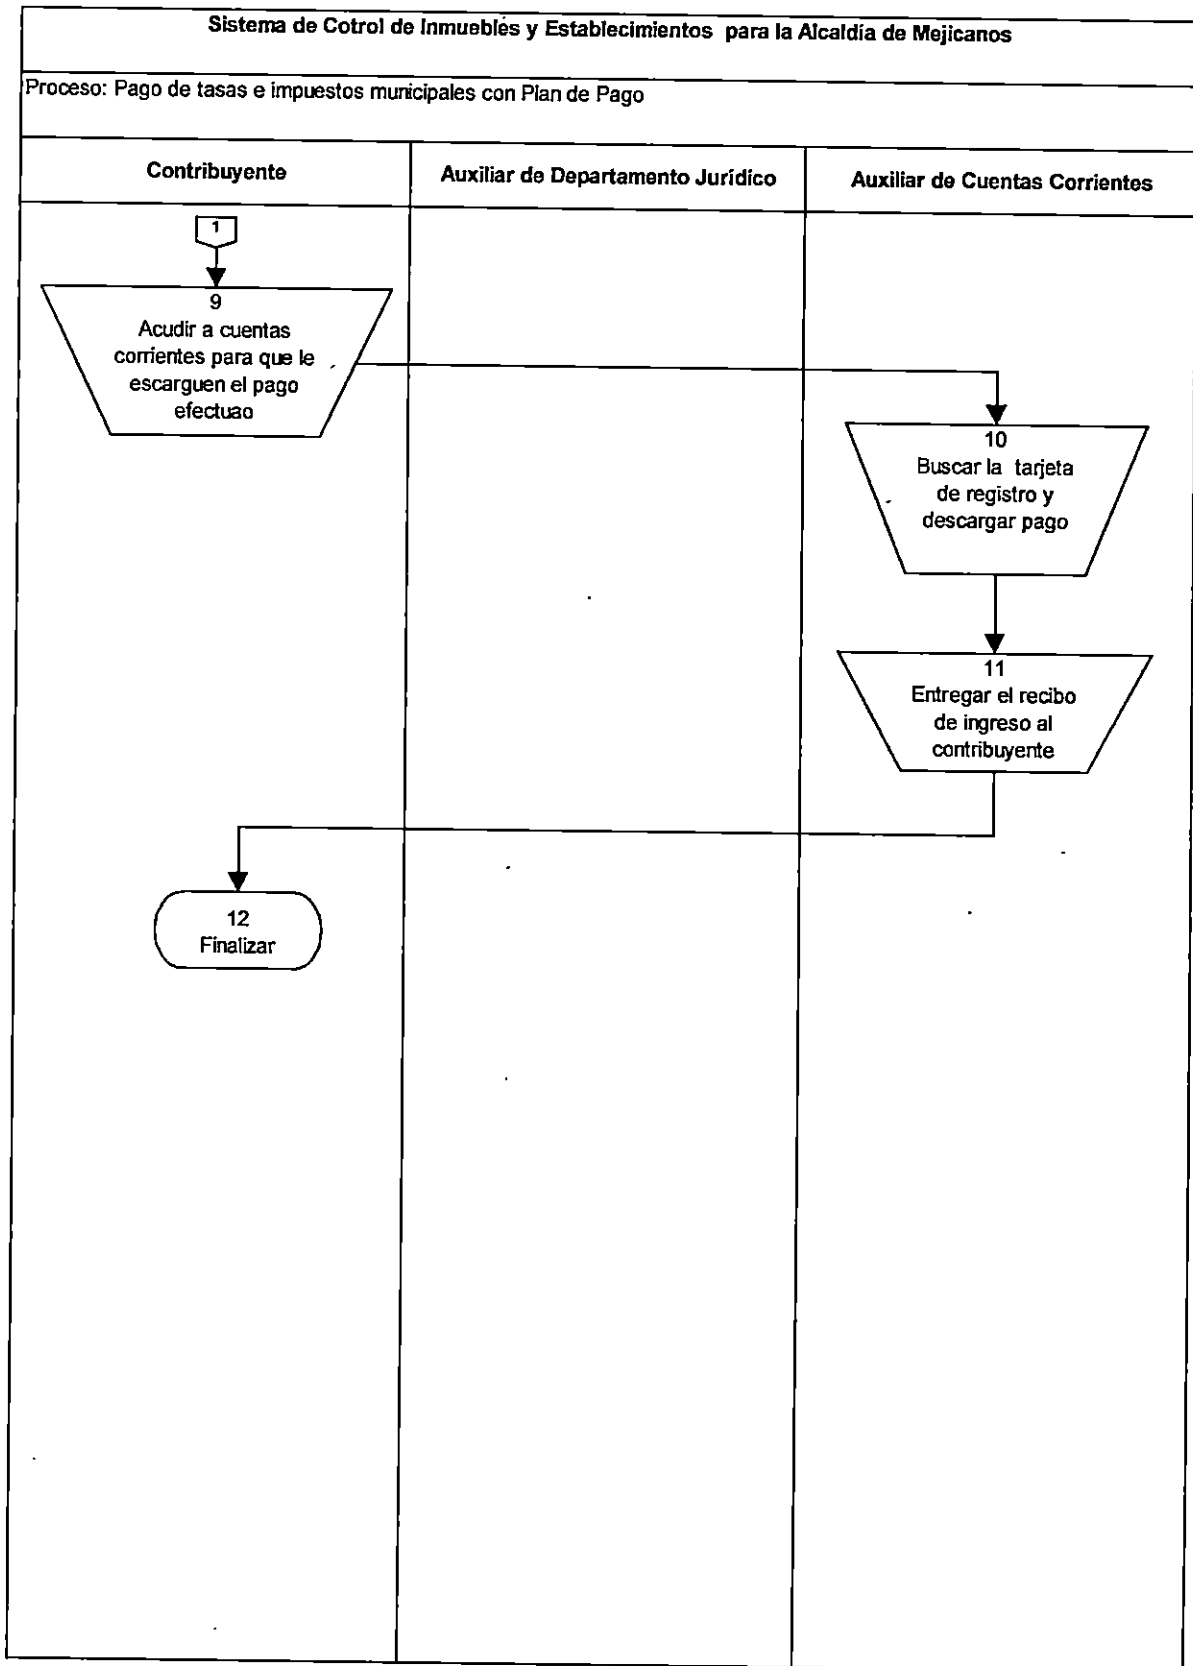 Sistema de Cotrol de Inmuebles y Establecimientos para la Alcaldía de Mejicanos
Proceso: Pago de tasas e impuestos municipales con Plan de Pago
Contribuyente
Auxiliar de Departamento Jurídico
Auxiliar de Cuentas Corrientes
1
9
Acudir a cuentas
corrientes para que le
escarguen el pago
efectuao
10
Buscar la tarjeta
de registro y
descargar pago
11
Entregar el recibo
de ingreso al
contribuyente
12
Finalizar